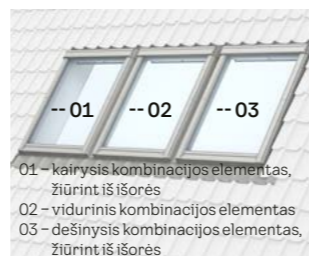 -- 01
-- 02
-- 03
01 – kairysis kombinacijos elementas,
žiūrint iš išorės
02 – vidurinis kombinacijos elementas
03 – dešinysis kombinacijos elementas,
žiūrint iš išorės